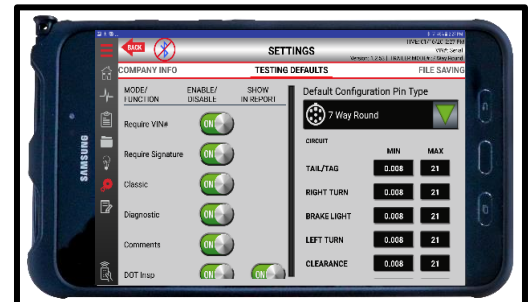 BACK
SETTINGS
COMPANY INFO
TESTING DEFAULTS
FILE SAVING
MODE/
FUNCTION
ENABLE/
DISABLE
SHOW
IN REPORT
Require VIN#
ON
Require Signature
ON
Classic
ON
Diagnostic
ON
Comments
ON
DOT Insp
ON
ON
Default Configuration Pin Type
7 Way Round
CIRCUIT
MIN
MAX
TAIL/TAG
0.008
21
RIGHT TURN
0.008
21
BRAKE LIGHT
0.008
21
LEFT TURN
0.008
21
CLEARANCE
0.008
21
SAMSUNG